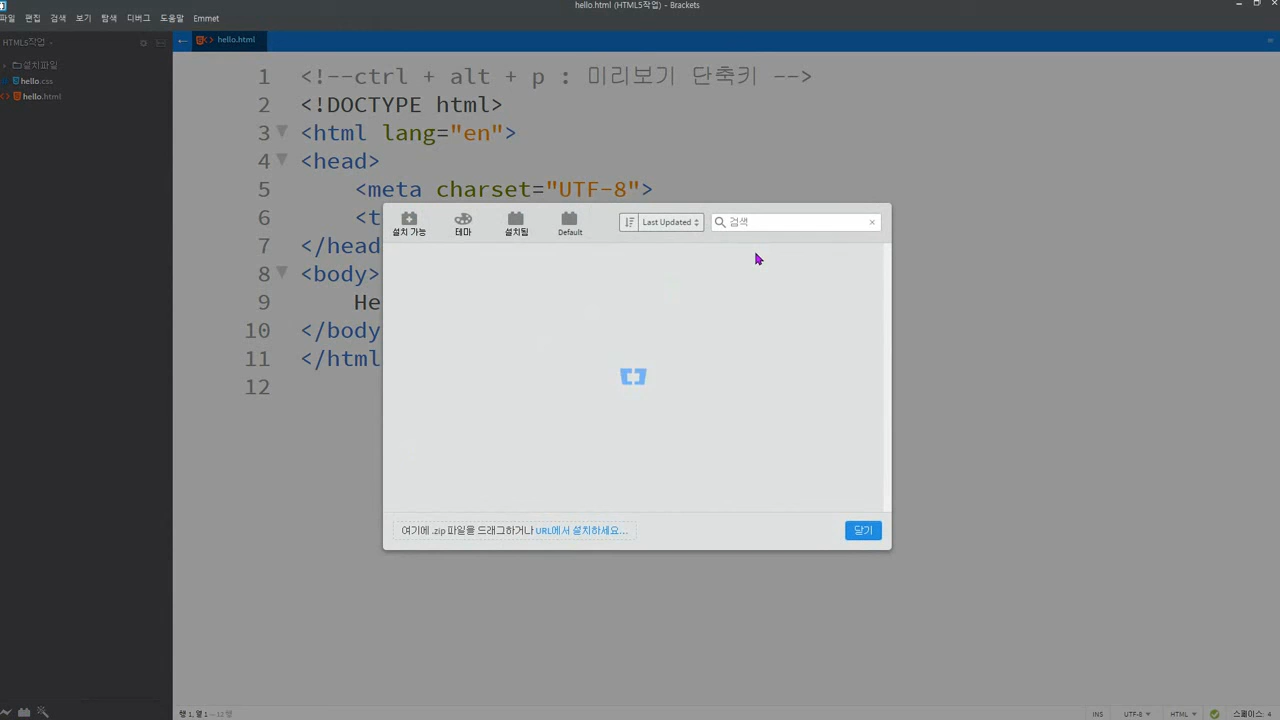 hello.html (HTML5작업) - Brackets
파일 편집 검색 보기 탐색 디버그 도움말 Emmet
HTML5작업
hello.html
설치파일
hello.css
hello.html
1 <!--ctrl + alt + p : 미리보기 단축키 -->
2 <!DOCTYPE html>
3 <html lang="en">
4 <head>
5 <meta charset="UTF-8">
6 <t
7 </head
8 <body>
9 He
10 </body
11 </html
12
설치 가능 테마 설치됨 Default Last Updated 검색
여기에 .zip 파일을 드래그하거나 URL에서 설치하세요...
닫기
행 1, 열 1 — 12 행 INS UTF-8 HTML 스페이스: 4